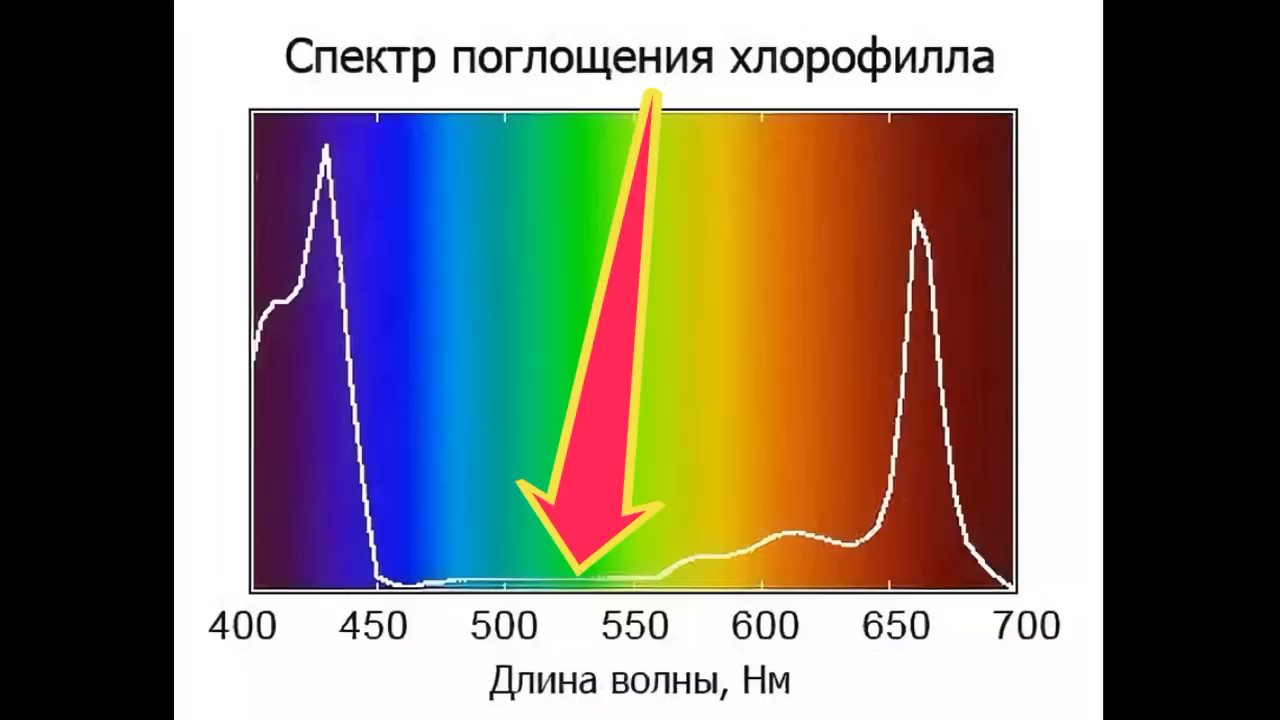 Спектр поглощения хлорофилла
400 450 500 550 600 650 700
Длина волны, Нм